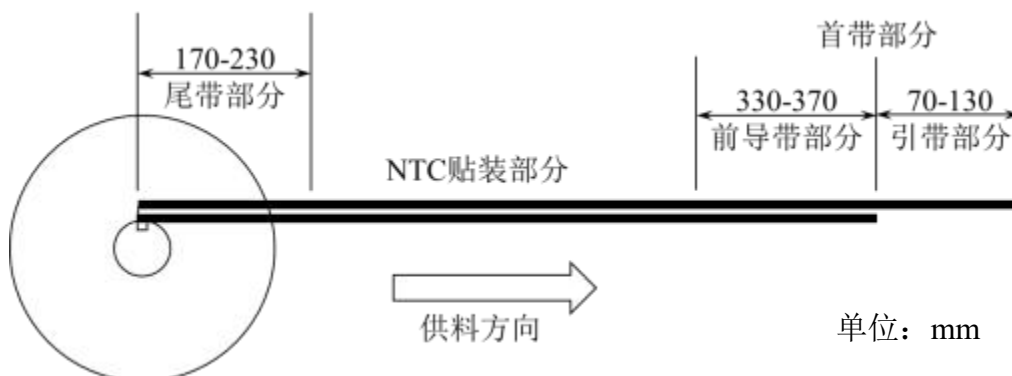 首带部分
170-230
尾带部分
330-370
70-130
前导带部分
引带部分
NTC贴装部分
供料方向
单位：mm